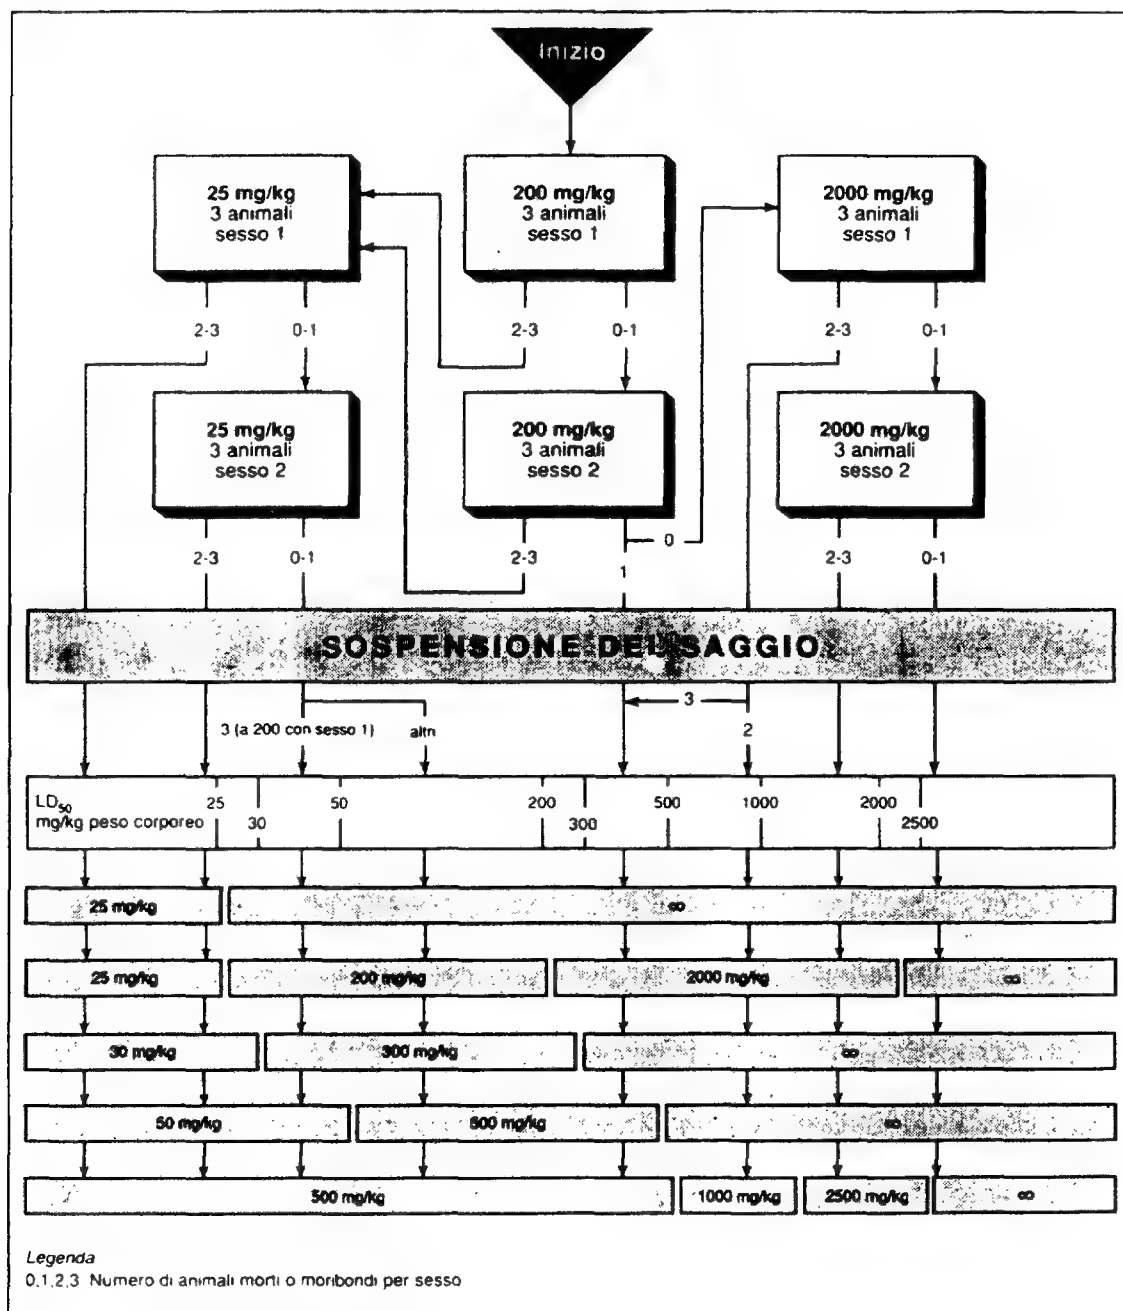 Inizio
25 mg/kg
3 animali
sesso 1
200 mg/kg
3 animali
sesso 1
2000 mg/kg
3 animali
sesso 1
2-3
0-1
2-3
0-1
2-3
0-1
25 mg/kg
3 animali
sesso 2
200 mg/kg
3 animali
sesso 2
2000 mg/kg
3 animali
sesso 2
0
2-3
0-1
2-3
1
2-3
0-1
SOSPENSIONE DEL SAGGIO
3
3 (a 200 con sesso 1)
altri
2
LD50
mg/kg peso corporeo
25
30
50
200
300
500
1000
2000
2500
25 mg/kg
∞
25 mg/kg
200 mg/kg
2000 mg/kg
∞
30 mg/kg
300 mg/kg
∞
50 mg/kg
500 mg/kg
∞
500 mg/kg
1000 mg/kg
2500 mg/kg
∞
Legenda
0,1,2,3 Numero di animali morti o moribondi per sesso